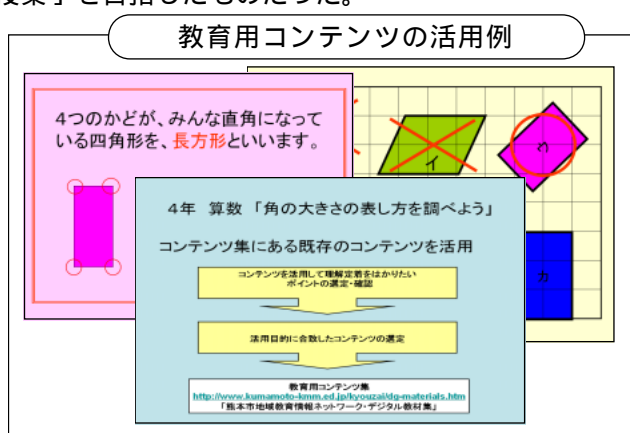 授業」を目指したものだった。
教育用コンテンツの活用例
4つのかどが、みんな直角になって
いる四角形を、長方形といいます。
イ
カ
4年 算数 「角の大きさの表し方を調べよう」
コンテンツ集にある既存のコンテンツを活用
コンテンツを活用して理解定着をはかりたい
ポイントの選定・確認
活用目的に合致したコンテンツの選定
教育用コンテンツ集
http://www.kumamoto-kmm.ed.jp/kyouzai/dg-materials.htm
「熊本市地域教育情報ネットワーク・デジタル教材集」